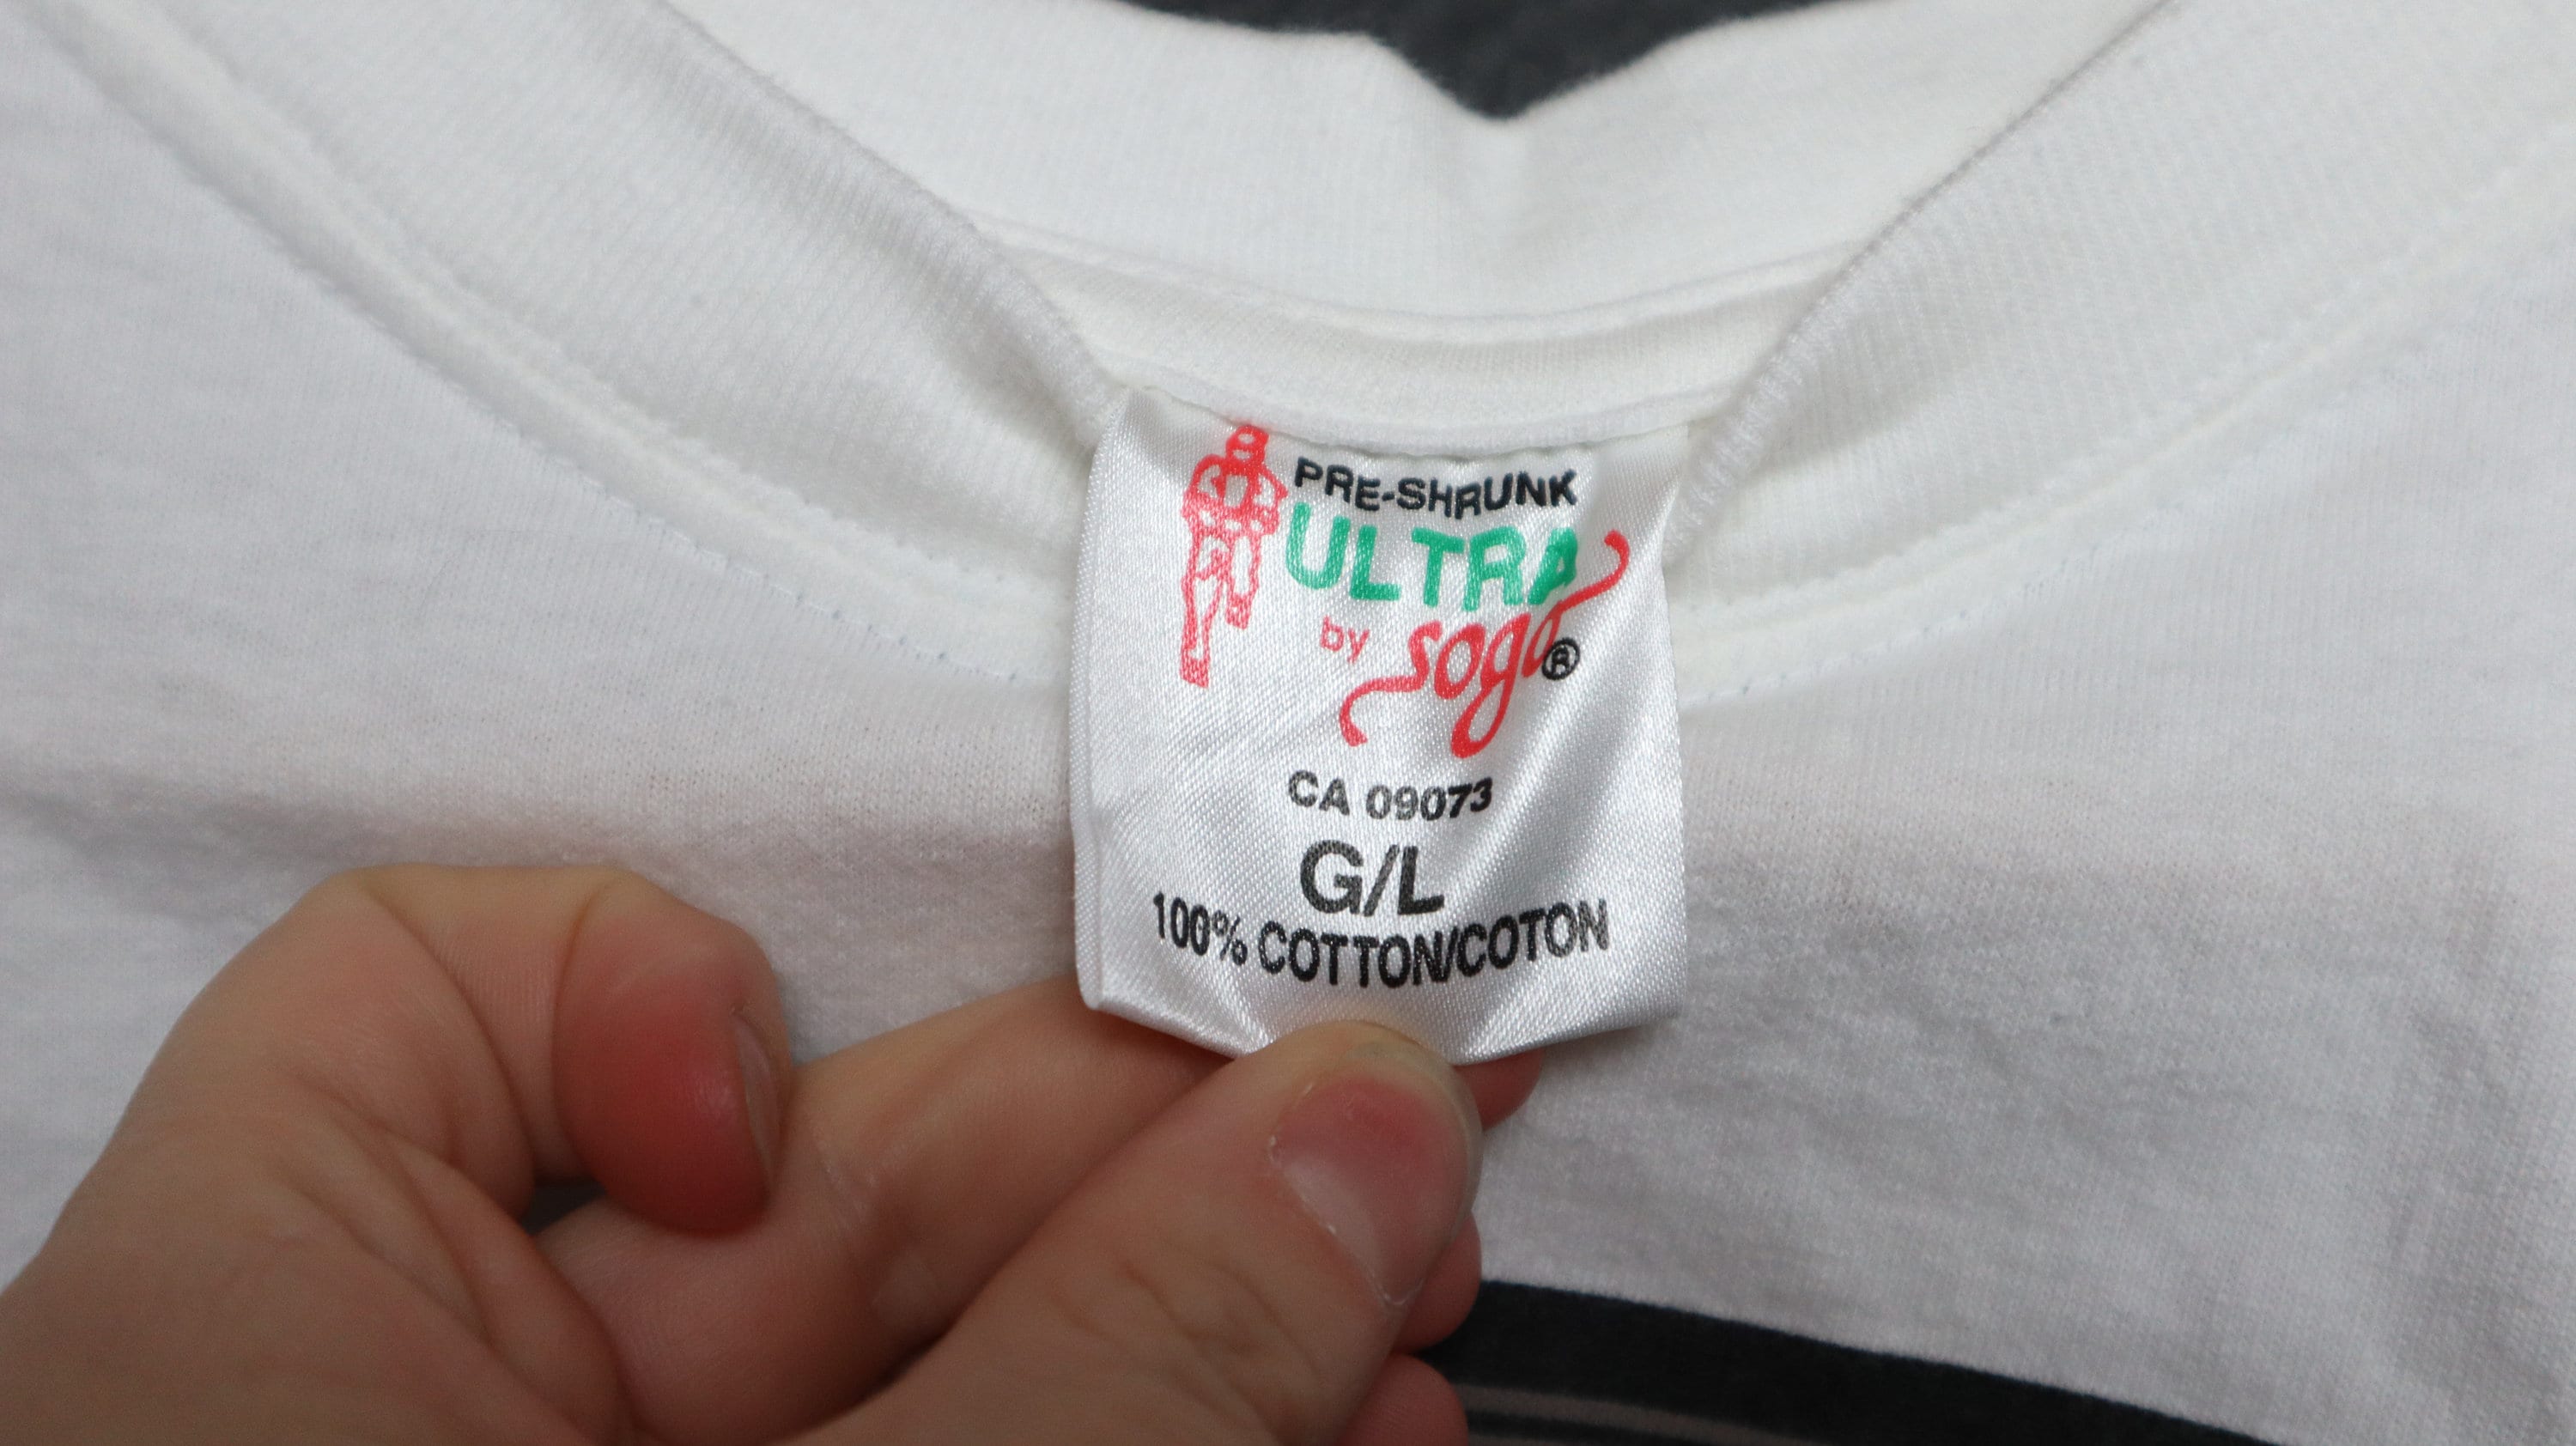 PRE-SHRUNK
ULTRA
by soga®
CA 09073
G/L
100% COTTON/COTON